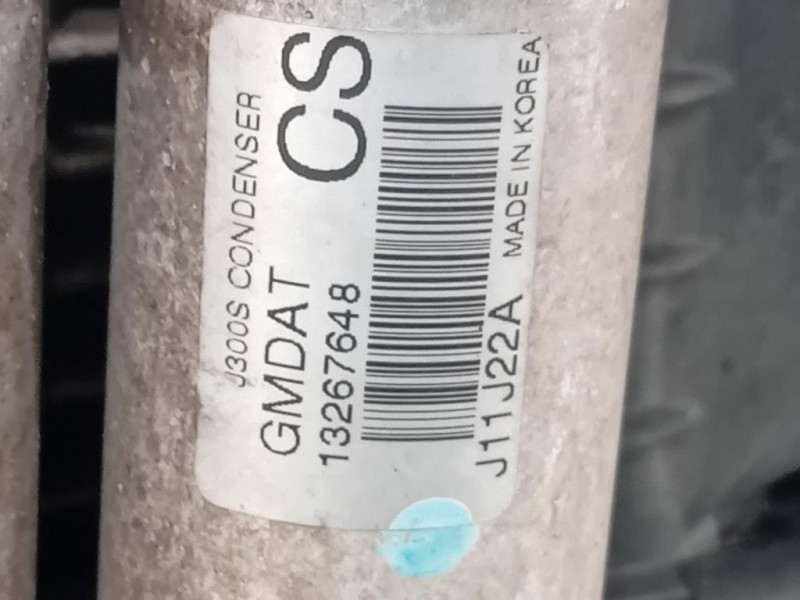 J300S CONDENSER
GMDAT CS
13267648
J11J22A MADE IN KOREA